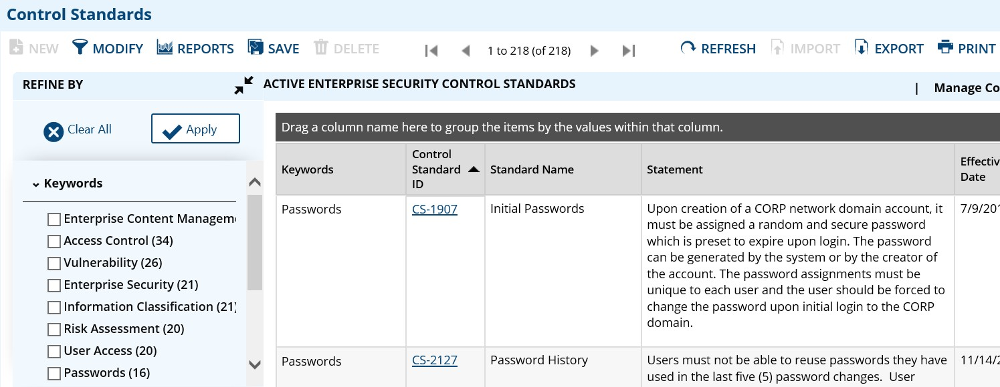 Control Standards
NEW MODIFY REPORTS SAVE DELETE 1 to 218 (of 218) REFRESH IMPORT EXPORT PRINT
REFINE BY
ACTIVE ENTERPRISE SECURITY CONTROL STANDARDS
| Manage Co
Clear All Apply
Keywords
Enterprise Content Managem
Access Control (34)
Vulnerability (26)
Enterprise Security (21)
Information Classification (21)
Risk Assessment (20)
User Access (20)
Passwords (16)
Drag a column name here to group the items by the values within that column.
Keywords
Control
Standard
ID
Standard Name
Statement
Effectiv
Date
Passwords
CS-1907
Initial Passwords
Upon creation of a CORP network domain account, it
must be assigned a random and secure password
which is preset to expire upon login. The password
can be generated by the system or by the creator of
the account. The password assignments must be
unique to each user and the user should be forced to
change the password upon initial login to the CORP
domain.
7/9/201
Passwords
CS-2127
Password History
Users must not be able to reuse passwords they have
used in the last five (5) password changes. User
11/14/2